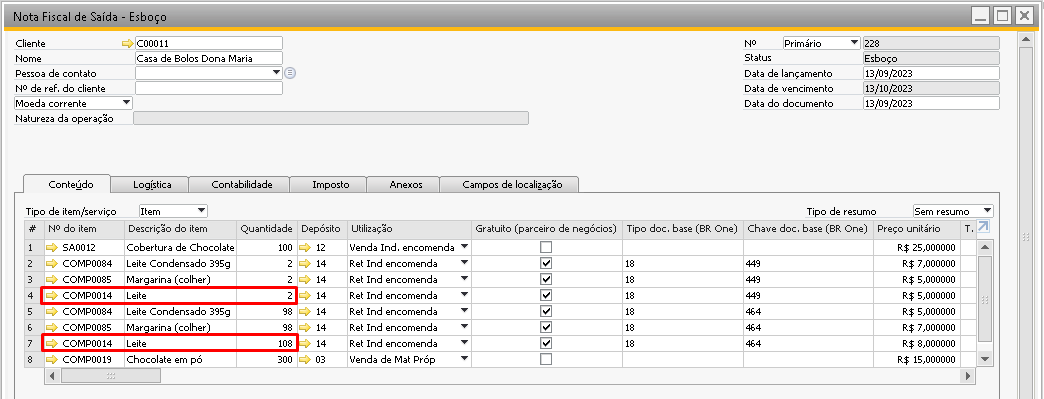 Nota Fiscal de Saída - Esboço
Cliente C00011 Nº Primário 228
Nome Casa de Bolos Dona Maria Status Esboço
Pessoa de contato Data de lançamento 13/09/2023
Nº de ref. do cliente Data de vencimento 13/10/2023
Moeda corrente Data do documento 13/09/2023
Natureza da operação
Conteúdo Logística Contabilidade Imposto Anexos Campos de localização
Tipo de item/serviço Item Tipo de resumo Sem resumo
# Nº do item Descrição do item Quantidade Depósito Utilização Gratuito (parceiro de negócios) Tipo doc. base (BR One) Chave doc. base (BR One) Preço unitário T.
1 SA0012 Cobertura de Chocolate 100 12 Venda Ind. encomenda R$ 25,000000
2 COMP0084 Leite Condensado 395g 2 14 Ret Ind encomenda 18 449 R$ 7,000000
3 COMP0085 Margarina (colher) 2 14 Ret Ind encomenda 18 449 R$ 5,000000
4 COMP0014 Leite 2 14 Ret Ind encomenda 18 449 R$ 5,000000
5 COMP0084 Leite Condensado 395g 98 14 Ret Ind encomenda 18 464 R$ 5,000000
6 COMP0085 Margarina (colher) 98 14 Ret Ind encomenda 18 464 R$ 7,000000
7 COMP0014 Leite 108 14 Ret Ind encomenda 18 464 R$ 8,000000
8 COMP0019 Chocolate em pó 300 03 Venda de Mat Próp R$ 15,000000